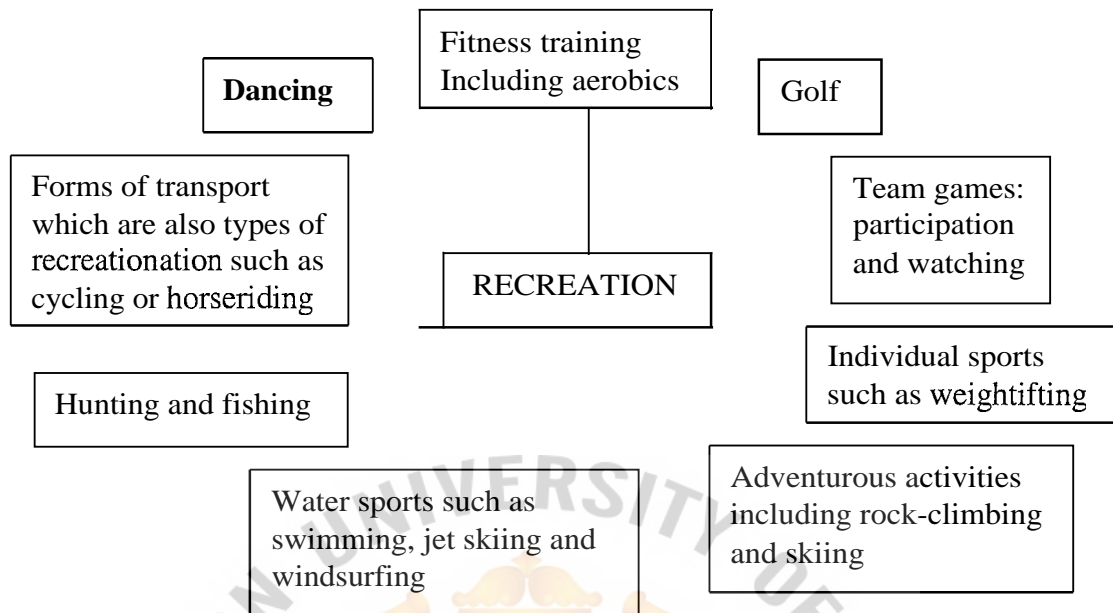 Fitness training
Including aerobics
Dancing
Golf
Forms of transport
which are also types of
recreationation such as
cycling or horseriding
Team games:
participation
and watching
RECREATION
Individual sports
such as weightifting
Hunting and fishing
Adventurous activities
including rock-climbing
and skiing
Water sports such as
swimming, jet skiing and
windsurfing
N UNIVERSITY OF